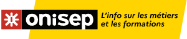 onisep
L'info sur les métiers
et les formations